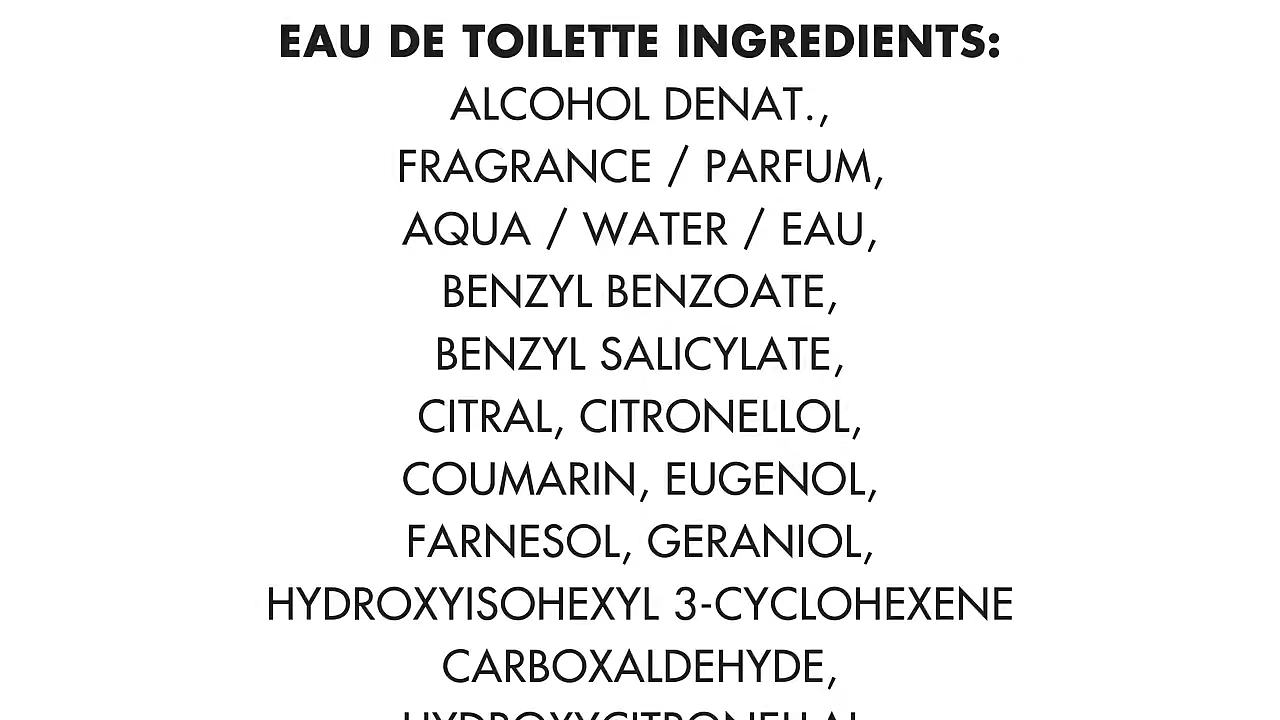 EAU DE TOILETTE INGREDIENTS:
ALCOHOL DENAT.,
FRAGRANCE / PARFUM,
AQUA / WATER / EAU,
BENZYL BENZOATE,
BENZYL SALICYLATE,
CITRAL, CITRONELLOL,
COUMARIN, EUGENOL,
FARNESOL, GERANIOL,
HYDROXYISOHEXYL 3-CYCLOHEXENE
CARBOXALDEHYDE,